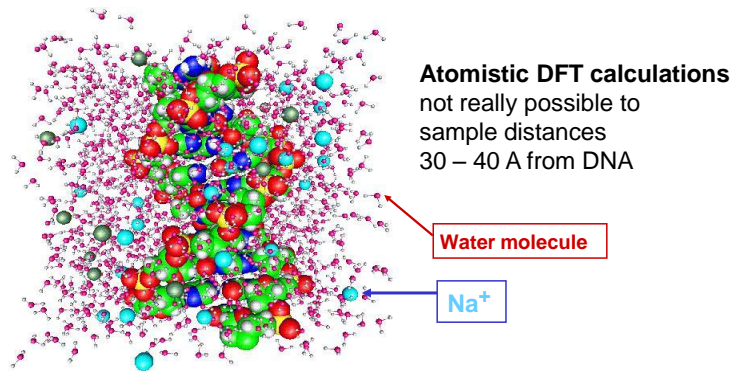 Atomistic DFT calculations
not really possible to
sample distances
30 – 40 A from DNA
Water molecule
Na⁺